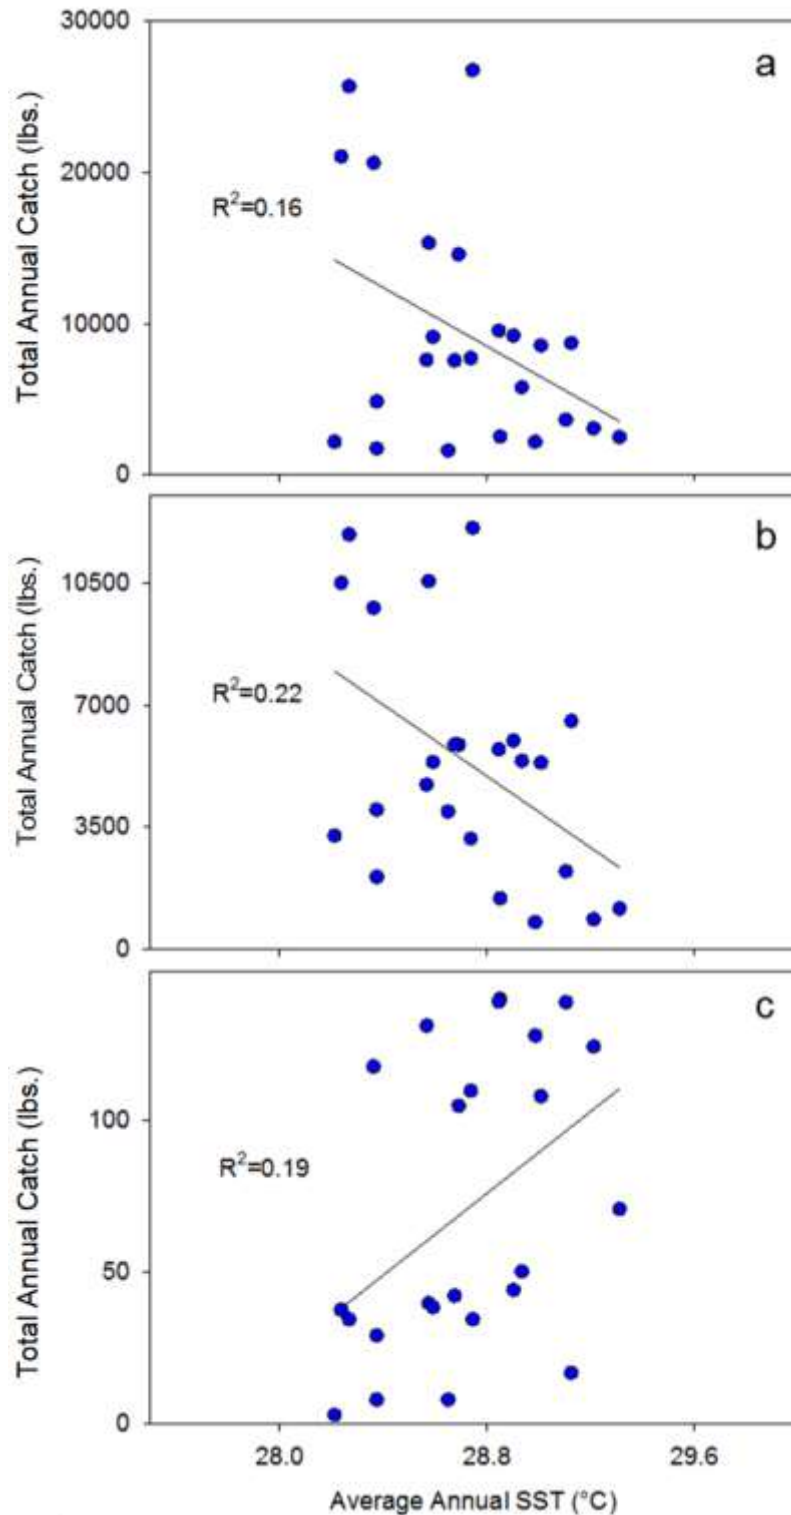 a
30000
20000
10000
0
Total Annual Catch (lbs.)
R²=0.16
b
10500
7000
3500
0
Total Annual Catch (lbs.)
R²=0.22
c
100
50
0
Total Annual Catch (lbs.)
R²=0.19
28.0 28.8 29.6
Average Annual SST (°C)